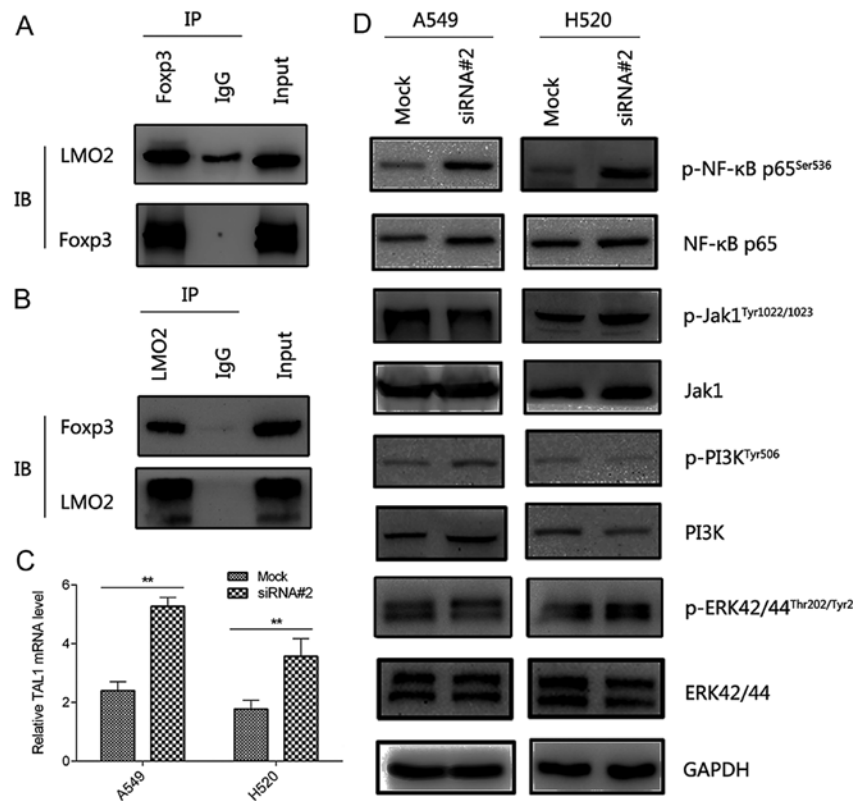 A
IP
Foxp3
IgG
Input
LMO2
IB
Foxp3
B
IP
LMO2
IgG
Input
Foxp3
IB
LMO2
C
Relative TAL1 mRNA level
6
4
2
0
Mock
siRNA#2
**
**
A549
H520
D
A549
H520
Mock
siRNA#2
Mock
siRNA#2
p-NF-κB p65Ser536
NF-κB p65
p-Jak1Tyr1022/1023
Jak1
p-PI3KTyr506
PI3K
p-ERK42/44Thr202/Tyr2
ERK42/44
GAPDH